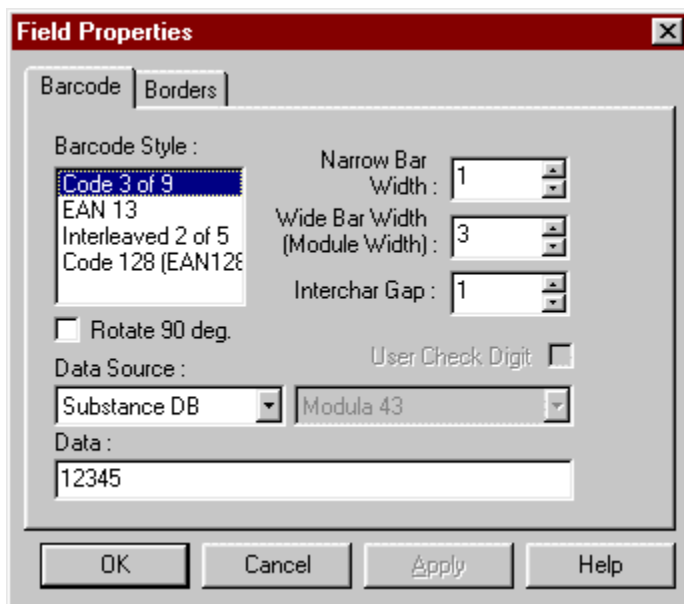 Field Properties
Barcode
Borders
Barcode Style :
Code 3 of 9
EAN 13
Interleaved 2 of 5
Code 128 (EAN128
Narrow Bar
Width :
1
Wide Bar Width
(Module Width) :
3
Interchar Gap :
1
Rotate 90 deg.
User Check Digit
Data Source :
Substance DB
Modula 43
Data :
12345
OK
Cancel
Apply
Help